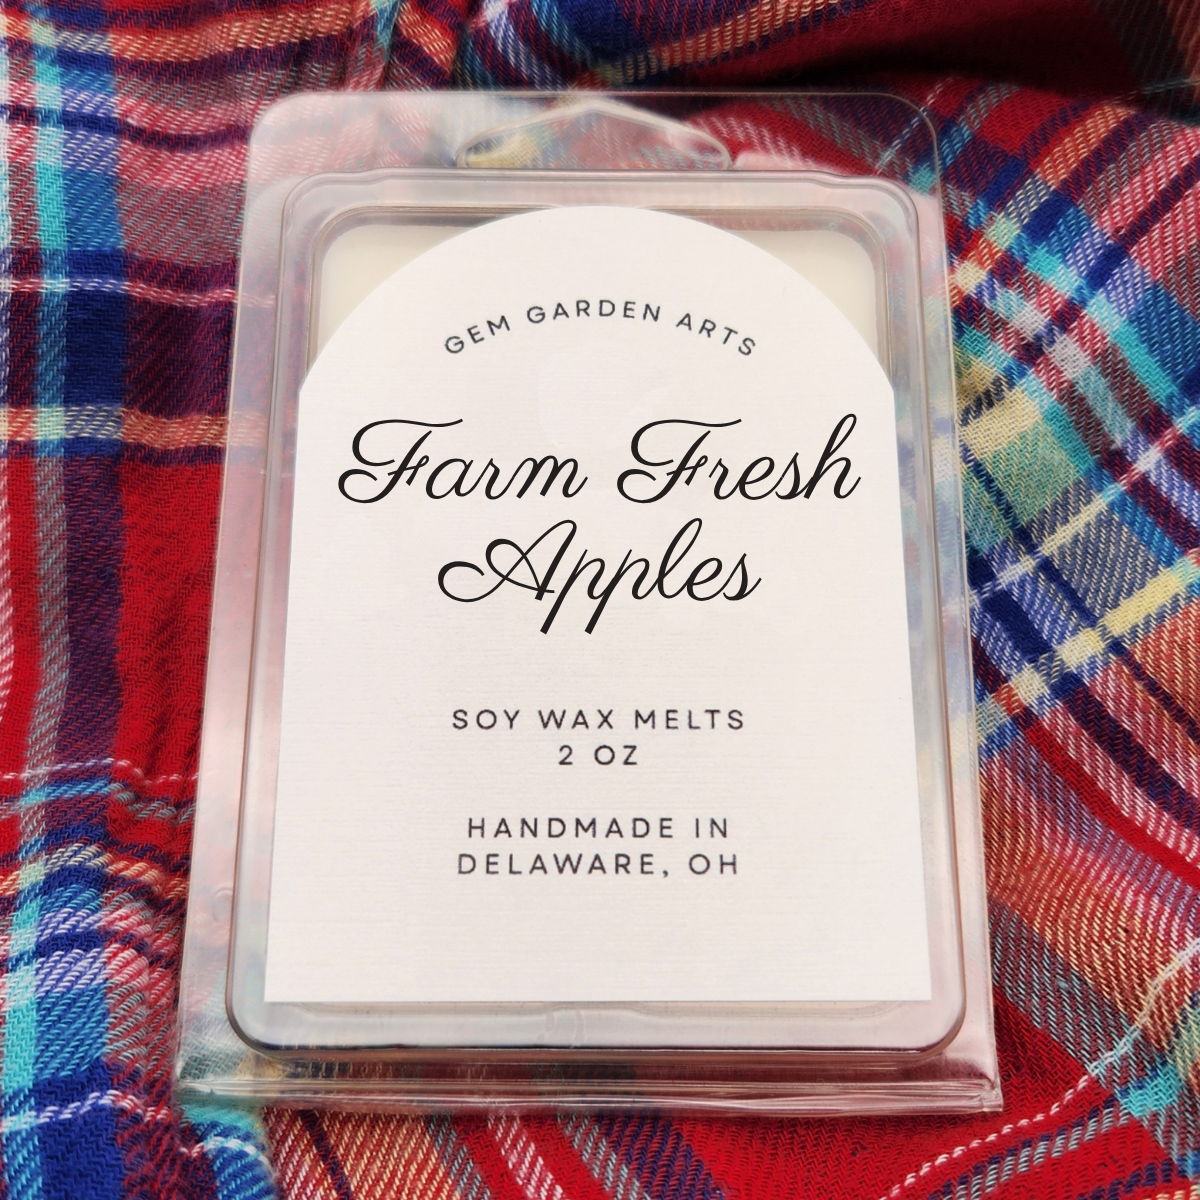 GEM GARDEN ARTS
Farm Fresh
Apples
SOY WAX MELTS
2 OZ
HANDMADE IN
DELAWARE, OH